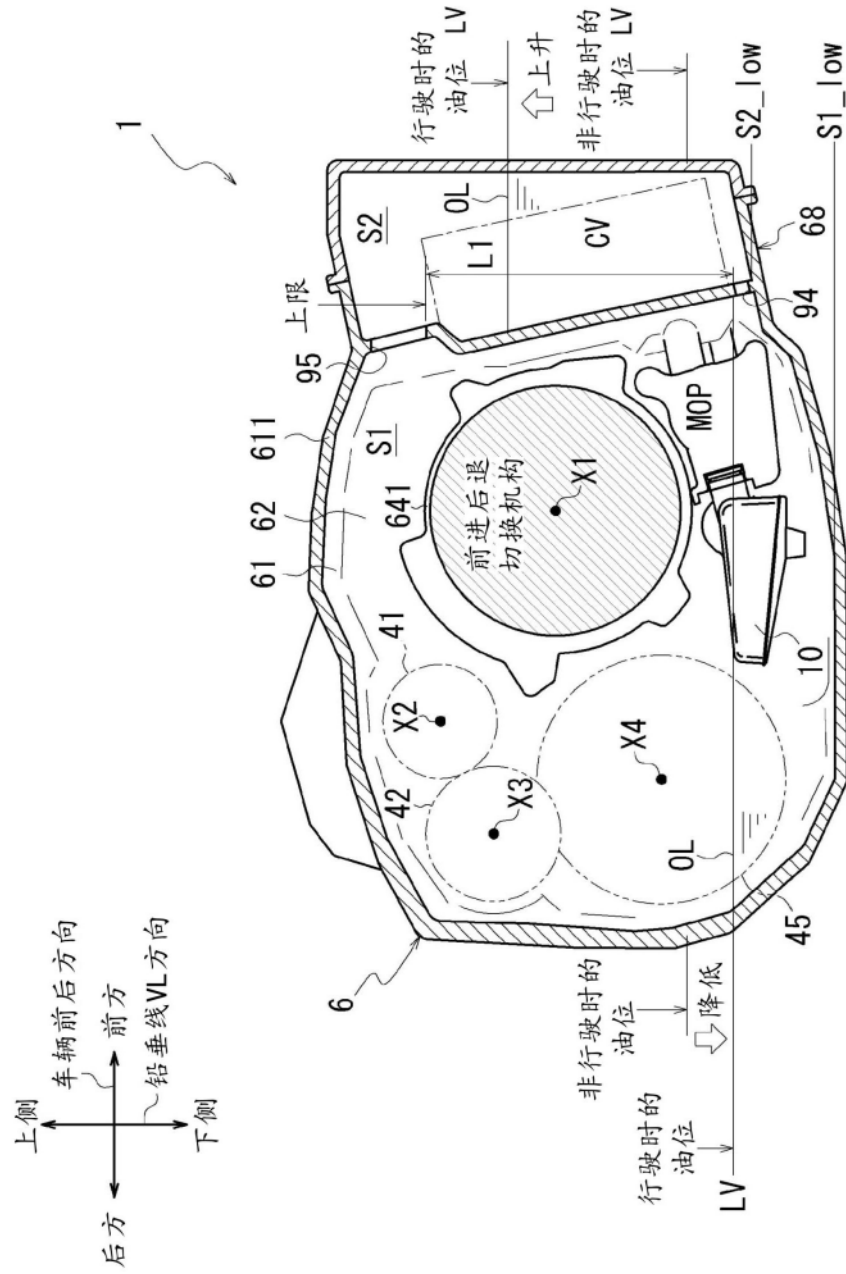 上侧
下侧
后方
前方
车辆前后方向
铅垂线VL方向
1
6
61
62
611
S1
641
95
上限
S2
OL
L1
CV
行驶时的
油位 LV
上升
非行驶时的
油位 LV
S2_low
S1_low
68
94
MOP
前进后退
切换机构
X1
41
X2
42
X3
X4
10
OL
45
非行驶时的
油位
降低
行驶时的
油位
LV